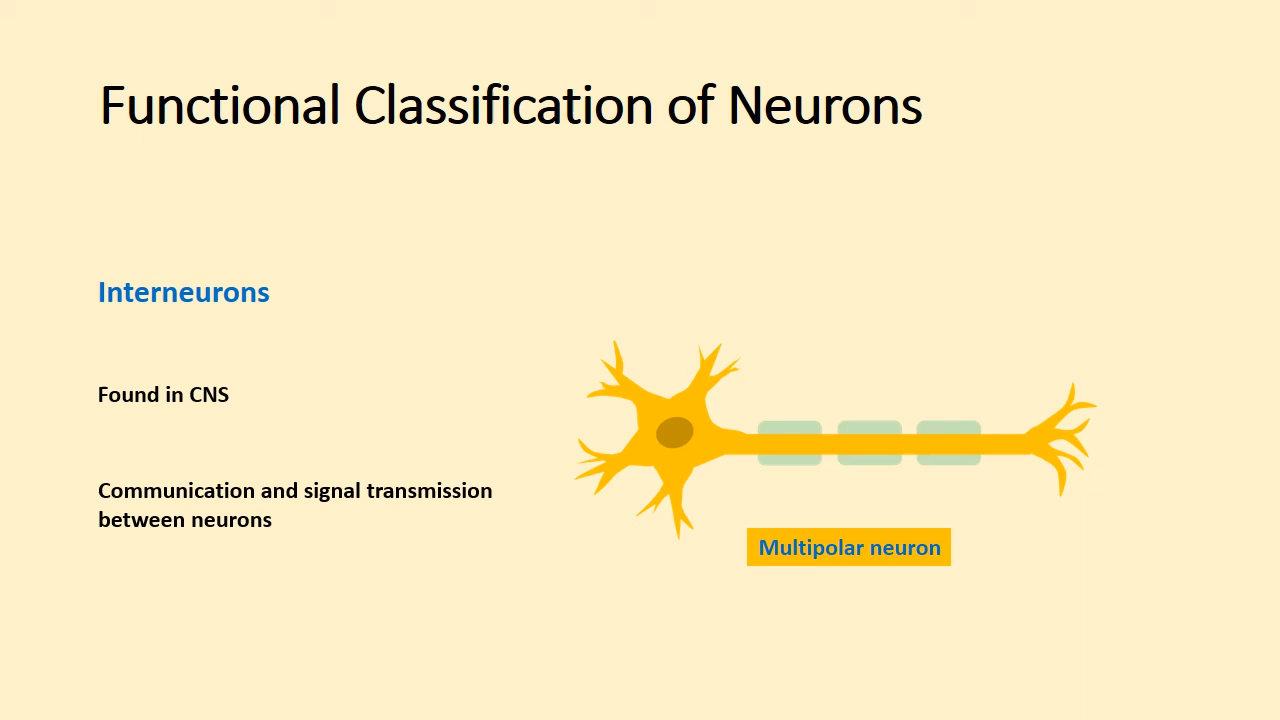 Functional Classification of Neurons
Interneurons
Found in CNS
Communication and signal transmission
between neurons
Multipolar neuron